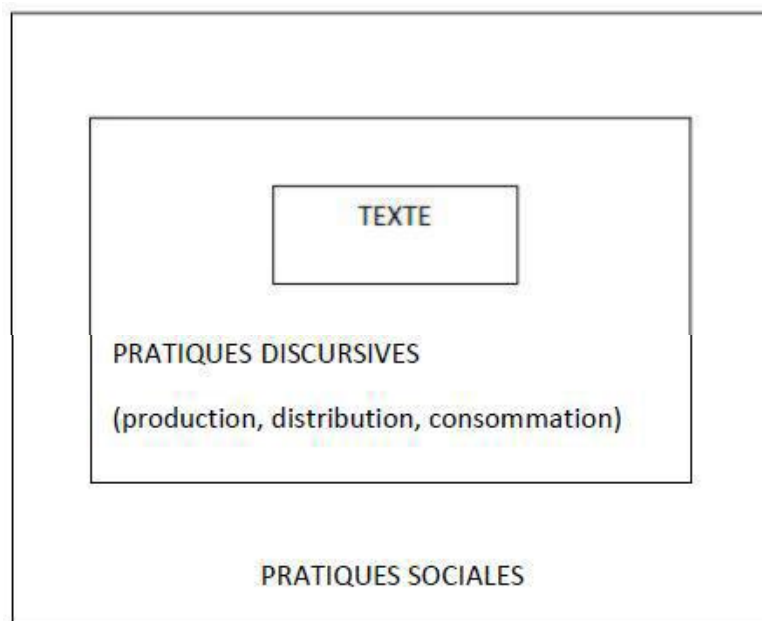 TEXTE
PRATIQUES DISCURSIVES
(production, distribution, consommation)
PRATIQUES SOCIALES